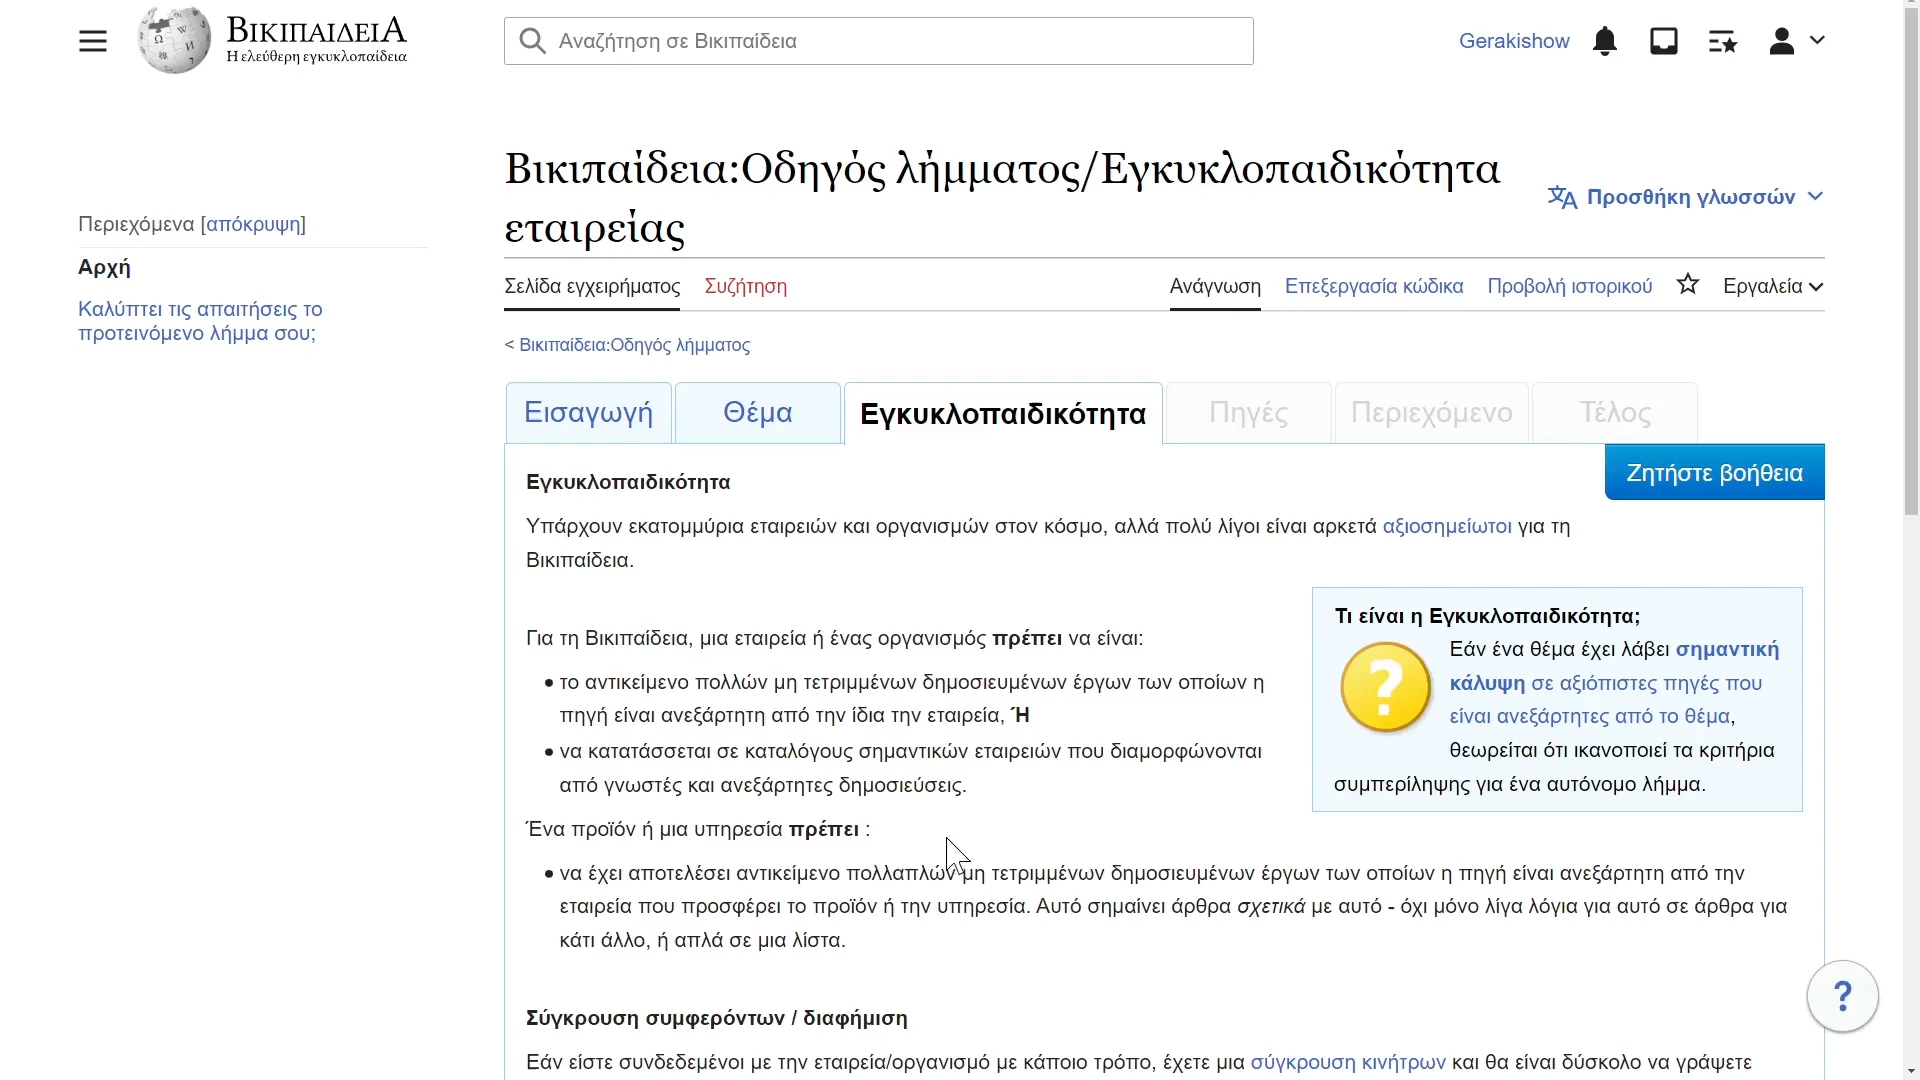 ΒικιπαιδειΑ
Η ελεύθερη εγκυκλοπαίδεια
Αναζήτηση σε Βικιπαίδεια
Gerakishow
Βικιπαίδεια:Οδηγός λήμματος/Εγκυκλοπαιδικότητα
εταιρείας
Προσθήκη γλωσσών
Περιεχόμενα [απόκρυψη]
Αρχή
Καλύπτει τις απαιτήσεις το
προτεινόμενο λήμμα σου;
Σελίδα εγχειρήματος Συζήτηση Ανάγνωση Επεξεργασία κώδικα Προβολή ιστορικού Εργαλεία
< Βικιπαίδεια:Οδηγός λήμματος
Εισαγωγή Θέμα Εγκυκλοπαιδικότητα Πηγές Περιεχόμενο Τέλος
Ζητήστε βοήθεια
Εγκυκλοπαιδικότητα
Υπάρχουν εκατομμύρια εταιρειών και οργανισμών στον κόσμο, αλλά πολύ λίγοι είναι αρκετά αξιοσημείωτοι για τη
Βικιπαίδεια.
Για τη Βικιπαίδεια, μια εταιρεία ή ένας οργανισμός πρέπει να είναι:
• το αντικείμενο πολλών μη τετριμμένων δημοσιευμένων έργων των οποίων η
πηγή είναι ανεξάρτητη από την ίδια την εταιρεία, Ή
• να κατατάσσεται σε καταλόγους σημαντικών εταιρειών που διαμορφώνονται
από γνωστές και ανεξάρτητες δημοσιεύσεις.
Τι είναι η Εγκυκλοπαιδικότητα;
Εάν ένα θέμα έχει λάβει σημαντική
κάλυψη σε αξιόπιστες πηγές που
είναι ανεξάρτητες από το θέμα,
θεωρείται ότι ικανοποιεί τα κριτήρια
συμπερίληψης για ένα αυτόνομο λήμμα.
Ένα προϊόν ή μια υπηρεσία πρέπει :
• να έχει αποτελέσει αντικείμενο πολλαπλών μη τετριμμένων δημοσιευμένων έργων των οποίων η πηγή είναι ανεξάρτητη από την
εταιρεία που προσφέρει το προϊόν ή την υπηρεσία. Αυτό σημαίνει άρθρα σχετικά με αυτό - όχι μόνο λίγα λόγια για αυτό σε άρθρα για
κάτι άλλο, ή απλά σε μια λίστα.
Σύγκρουση συμφερόντων / διαφήμιση
Εάν είστε συνδεδεμένοι με την εταιρεία/οργανισμό με κάποιο τρόπο, έχετε μια σύγκρουση κινήτρων και θα είναι δύσκολο να γράψετε